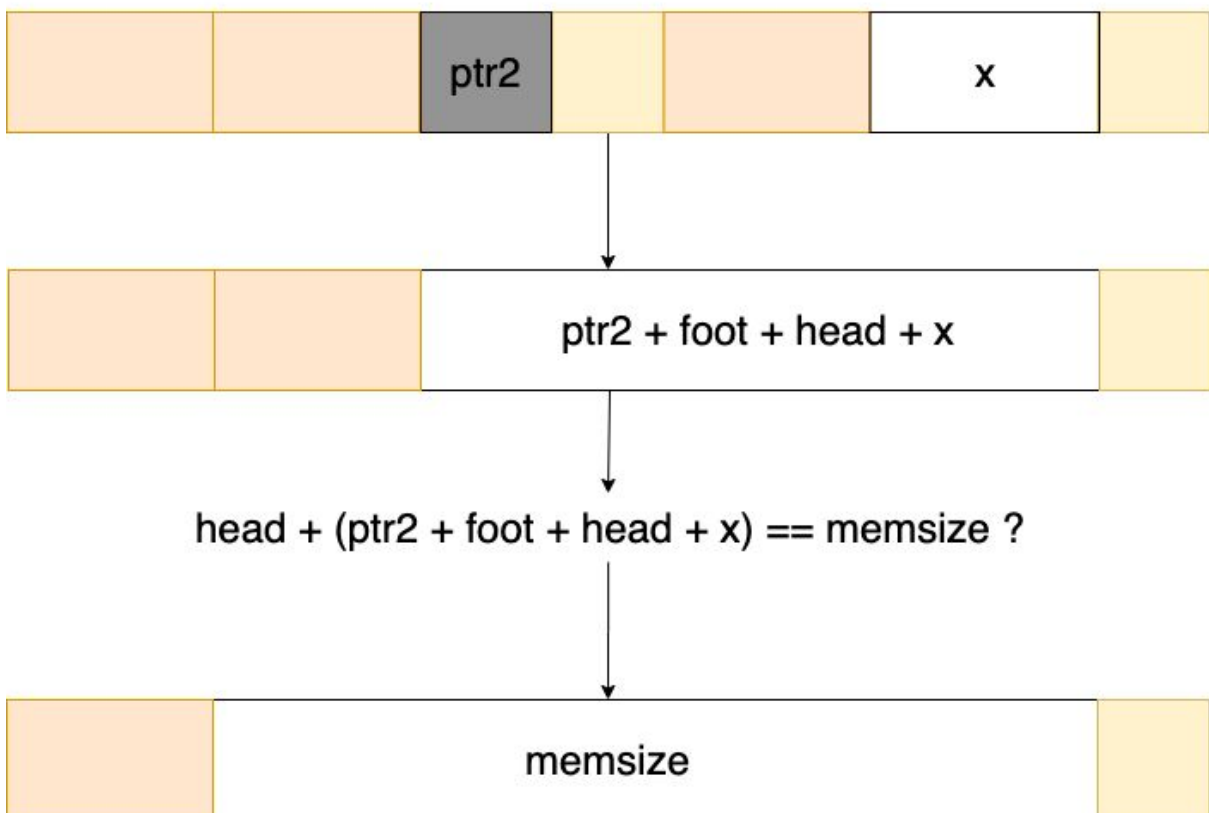 ptr2
x
ptr2 + foot + head + x
head + (ptr2 + foot + head + x) == memsize ?
memsize